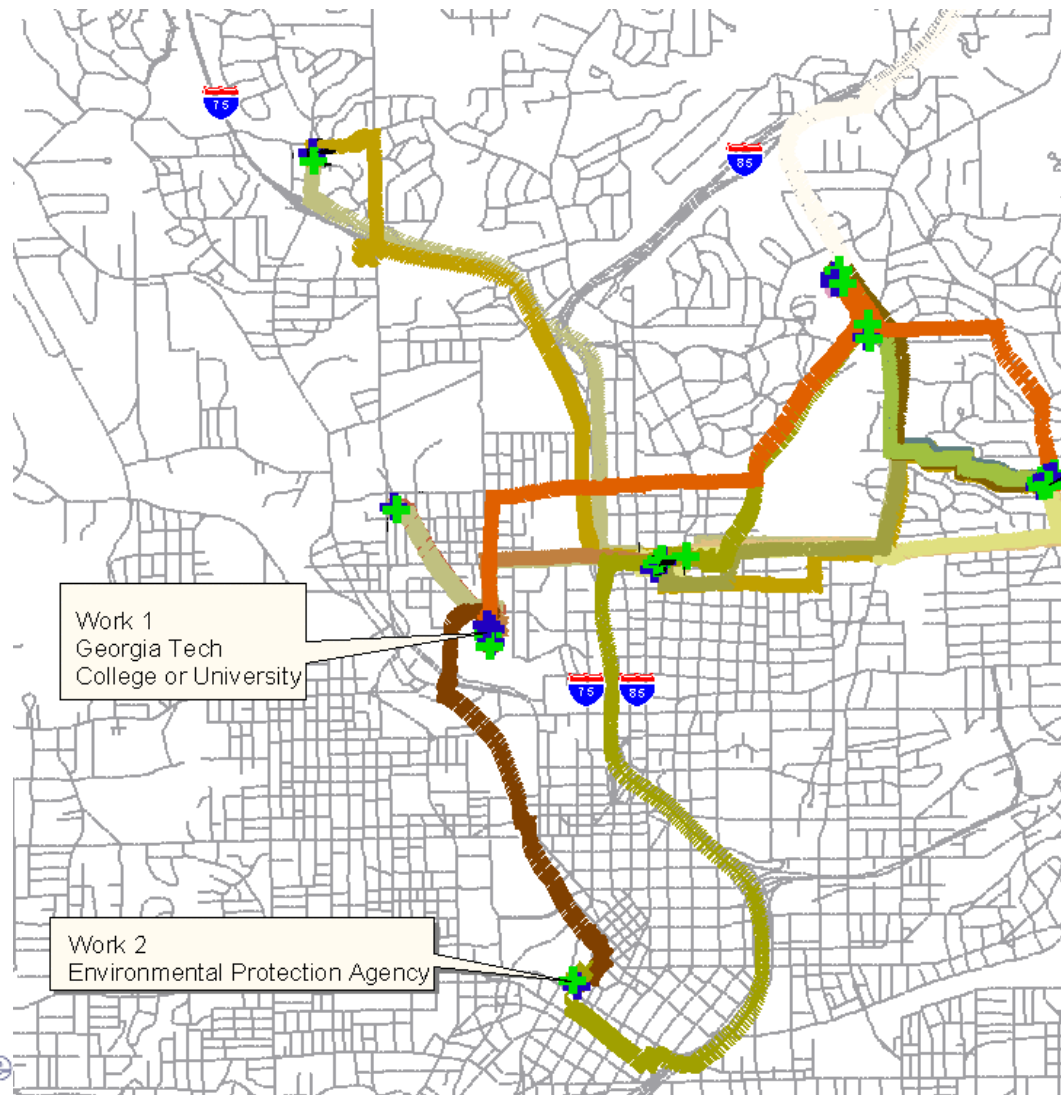 75
85
Work 1
Georgia Tech
College or University
75
85
Work 2
Environmental Protection Agency